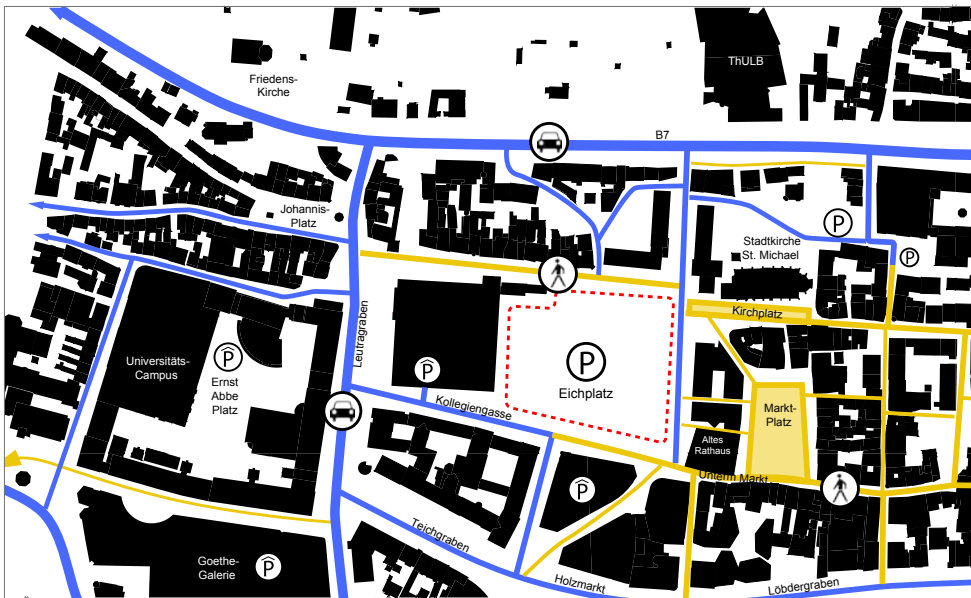 Friedens-
Kirche
ThULB
B7
Johannis-
Platz
Stadtkirche
St. Michael
P
P
Kirchplatz
Leutragraben
Universitäts-
Campus
P
Ernst
Abbe
Platz
P
P
Eichplatz
Kollegiengasse
Markt-
Platz
Altes
Rathaus
Unterm Markt
P
Teichgraben
Goethe-
Galerie
P
Holzmarkt
Löbdergraben